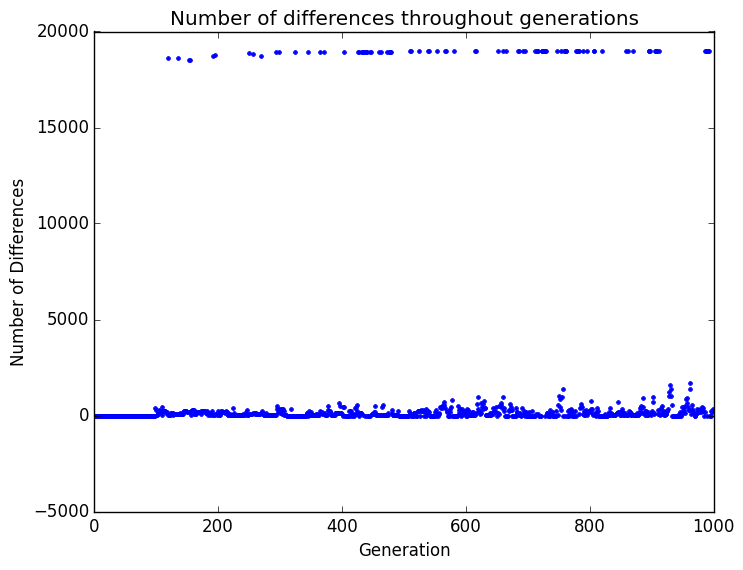 Number of differences throughout generations
20000
15000
10000
5000
0
−5000
Number of Differences
0 200 400 600 800 1000
Generation